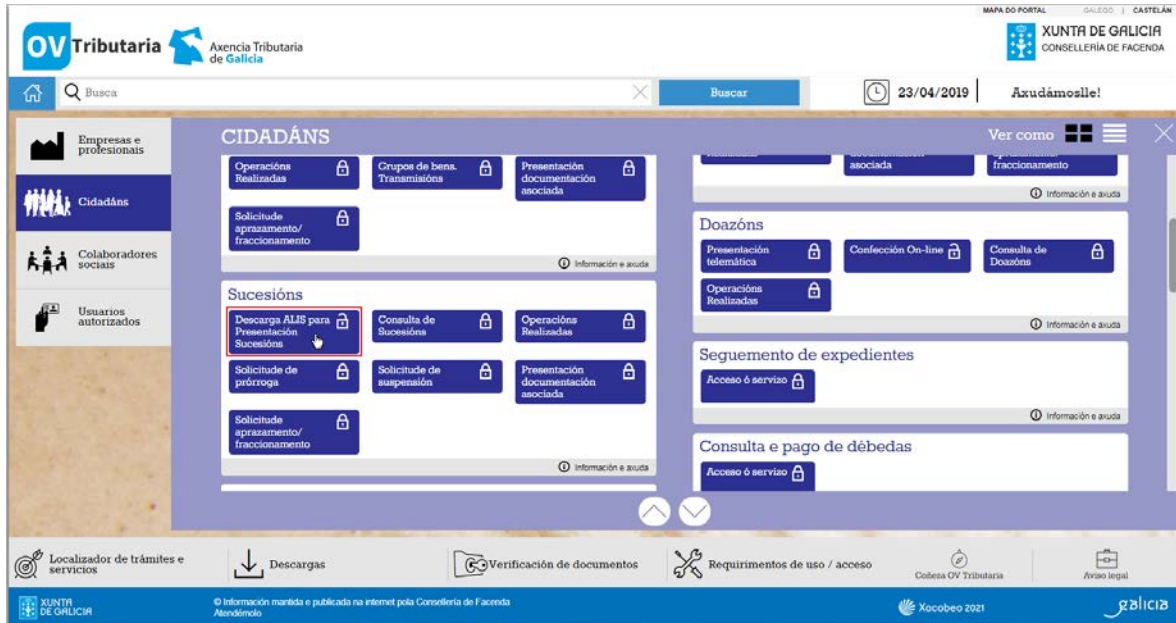 MAPA DO PORTAL GALEGO | CASTELÁN
OV Tributaria
Axencia Tributaria
de Galicia
XUNTA DE GALICIA
CONSELLERÍA DE FACENDA
Busca
Buscar
23/04/2019
Axudámoslle!
Empresas e
profesionais
Cidadáns
Colaboradores
sociais
Usuarios
autorizados
CIDADÁNS
Ver como
Operacións
Realizadas
Grupos de bens.
Transmisións
Presentación
documentación
asociada
Solicitude
aprazamento/
fraccionamento
Información e axuda
Sucesións
Descarga ALIS para
Presentación
Sucesións
Consulta de
Sucesións
Operacións
Realizadas
Solicitude de
prórroga
Solicitude de
suspensión
Presentación
documentación
asociada
Solicitude
aprazamento/
fraccionamento
Información e axuda
asociada
fraccionamento
Información e axuda
Doazóns
Presentación
telemática
Confección On-line
Consulta de
Doazóns
Operacións
Realizadas
Información e axuda
Seguemento de expedientes
Acceso ó servizo
Información e axuda
Consulta e pago de débedas
Acceso ó servizo
Localizador de trámites e
servicios
Descargas
Verificación de documentos
Requirimentos de uso / acceso
Coñeza OV Tributaria
Aviso legal
XUNTA
DE GALICIA
© Información mantida e publicada na internet pola Consellería de Facenda
Atendémolo
Xacobeo 2021
galicia